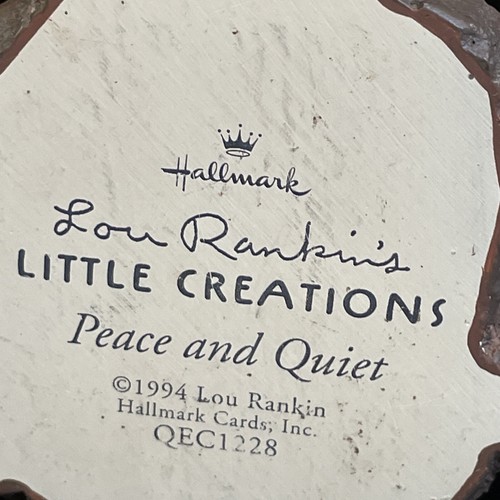 Hallmark
Lou Rankin's
LITTLE CREATIONS
Peace and Quiet
©1994 Lou Rankin
Hallmark Cards, Inc.
QEC1228